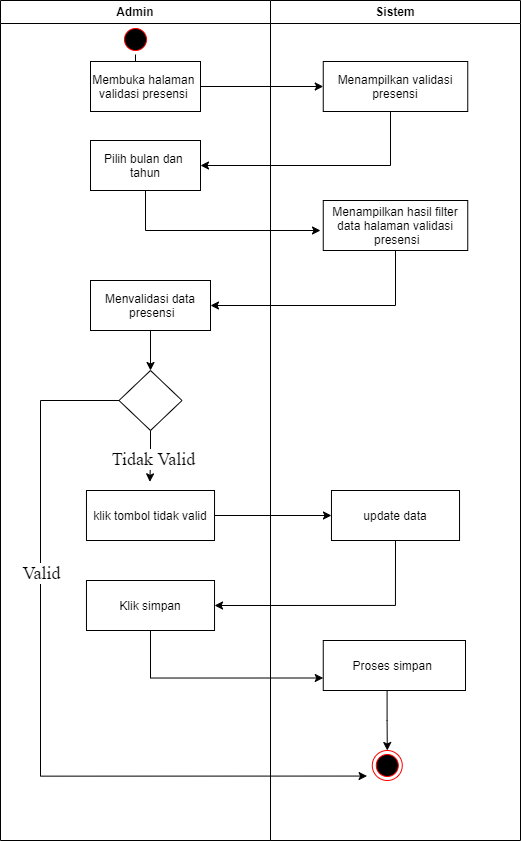 Admin
Sistem
Membuka halaman
validasi presensi
Menampilkan validasi
presensi
Pilih bulan dan
tahun
Menampilkan hasil filter
data halaman validasi
presensi
Menvalidasi data
presensi
Tidak Valid
klik tombol tidak valid
update data
Valid
Klik simpan
Proses simpan